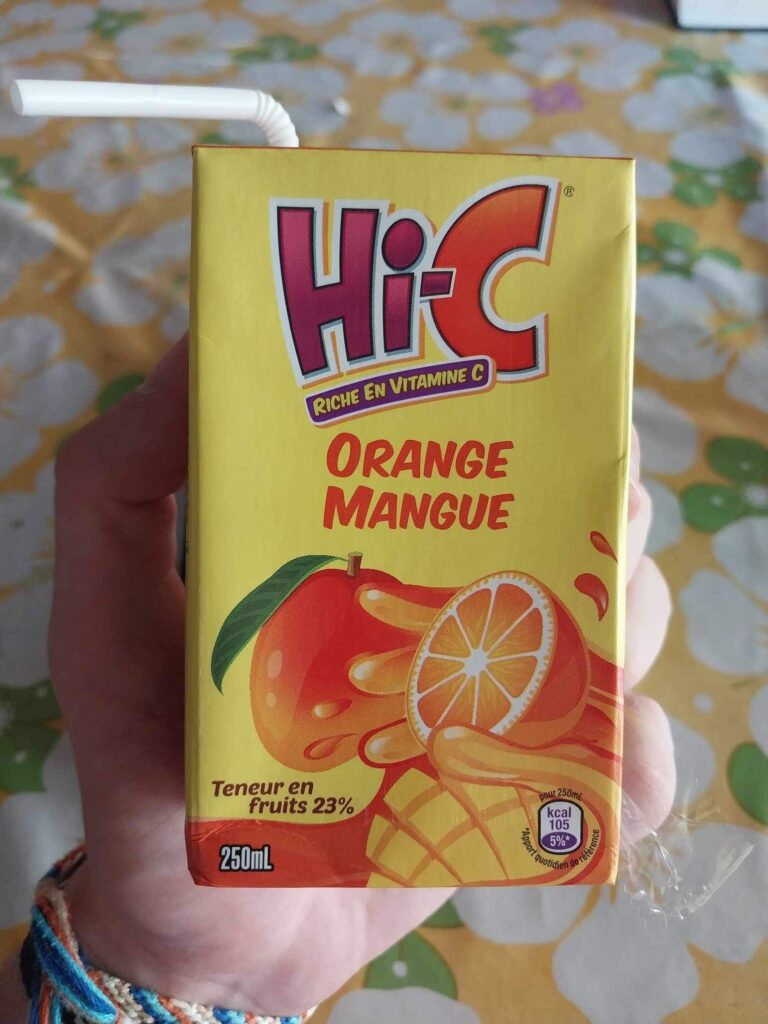 Hi-C®
RICHE EN VITAMINE C
ORANGE
MANGUE
Teneur en
fruits 23%
250mL
pour 250mL
kcal
105
5%*
*Apport quotidien de référence